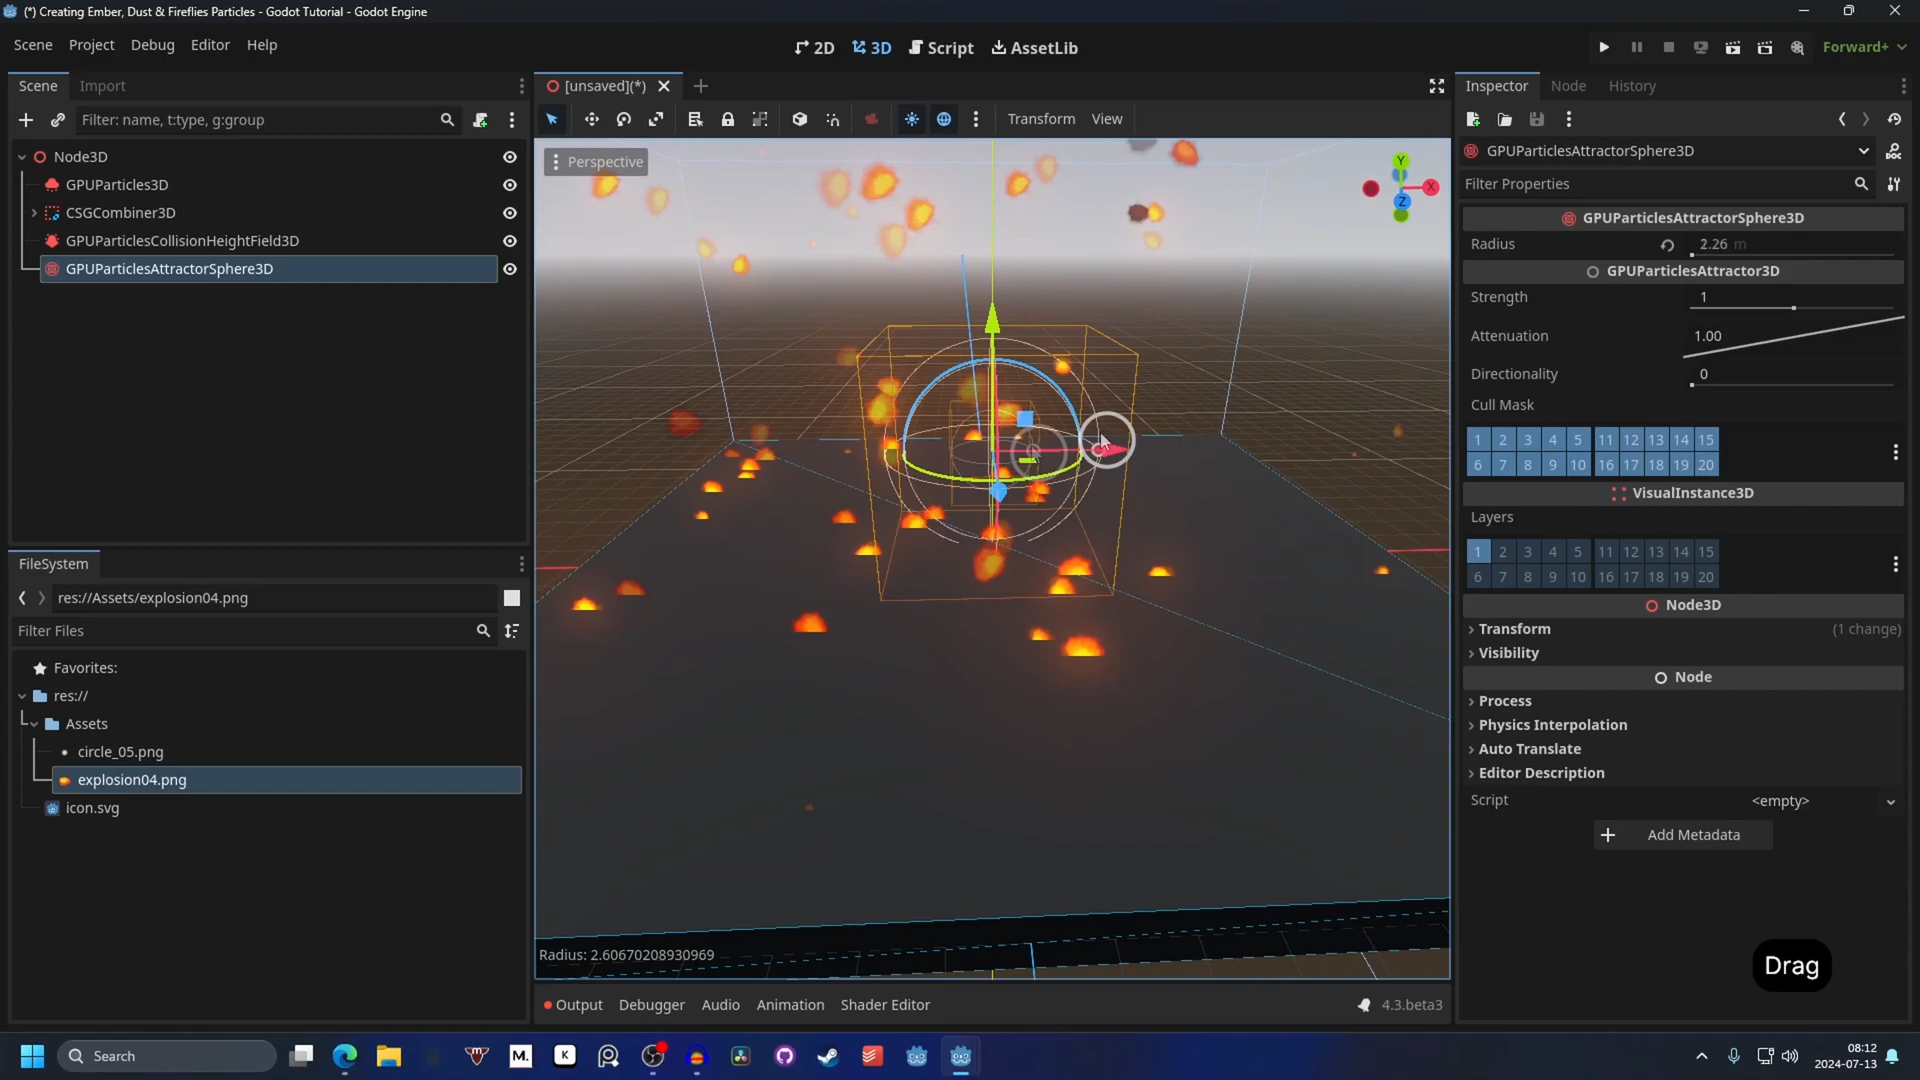 (*) Creating Ember, Dust & Fireflies Particles - Godot Tutorial - Godot Engine
Scene Project Debug Editor Help
2D 3D Script AssetLib
Forward+
Scene Import
Filter: name, t:type, g:group
Node3D
GPUParticles3D
CSGCombiner3D
GPUParticlesCollisionHeightField3D
GPUParticlesAttractorSphere3D
FileSystem
res://Assets/explosion04.png
Filter Files
Favorites:
res://
Assets
circle_05.png
explosion04.png
icon.svg
[unsaved](*)
Transform View
Perspective
Y
X
Z
Radius: 2.60670208930969
Output Debugger Audio Animation Shader Editor
4.3.beta3
Inspector Node History
GPUParticlesAttractorSphere3D
DOC
Filter Properties
GPUParticlesAttractorSphere3D
Radius 2.26 m
GPUParticlesAttractor3D
Strength 1
Attenuation 1.00
Directionality 0
Cull Mask
1 2 3 4 5 11 12 13 14 15
6 7 8 9 10 16 17 18 19 20
VisualInstance3D
Layers
1 2 3 4 5 11 12 13 14 15
6 7 8 9 10 16 17 18 19 20
Node3D
Transform (1 change)
Visibility
Node
Process
Physics Interpolation
Auto Translate
Editor Description
Script <empty>
Add Metadata
Drag
Search
M.
K
08:12
2024-07-13